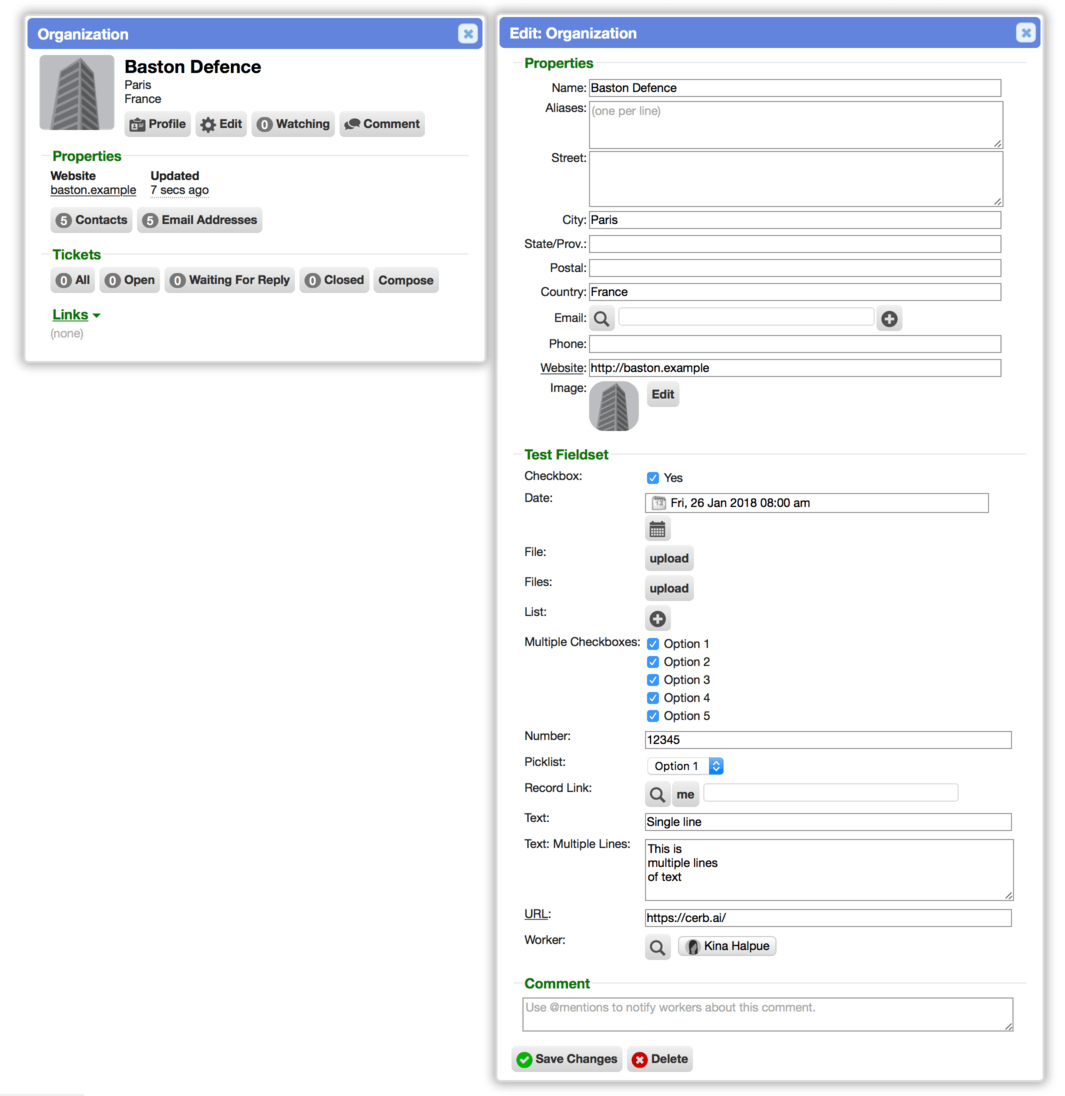 Organization
Baston Defence
Paris
France
Profile Edit 0 Watching Comment
Properties
Website Updated
baston.example 7 secs ago
5 Contacts 5 Email Addresses
Tickets
0 All 0 Open 0 Waiting For Reply 0 Closed Compose
Links
(none)
Edit: Organization
Properties
Name: Baston Defence
Aliases: (one per line)
Street:
City: Paris
State/Prov.:
Postal:
Country: France
Email:
Phone:
Website: http://baston.example
Image: Edit
Test Fieldset
Checkbox: Yes
Date: Fri, 26 Jan 2018 08:00 am
File: upload
Files: upload
List:
Multiple Checkboxes: Option 1
Option 2
Option 3
Option 4
Option 5
Number: 12345
Picklist: Option 1
Record Link: me
Text: Single line
Text: Multiple Lines: This is
multiple lines
of text
URL: https://cerb.ai/
Worker: Kina Halpue
Comment
Use @mentions to notify workers about this comment.
Save Changes Delete